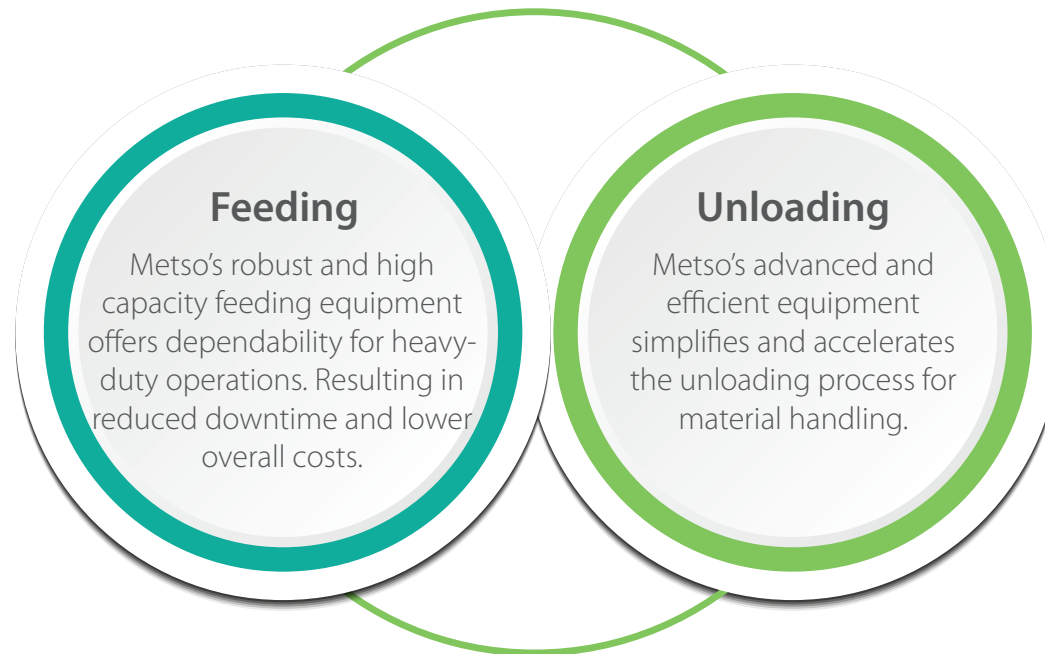 Feeding
Metso’s robust and high
capacity feeding equipment
offers dependability for heavy-
duty operations. Resulting in
reduced downtime and lower
overall costs.
Unloading
Metso’s advanced and
efficient equipment
simplifies and accelerates
the unloading process for
material handling.